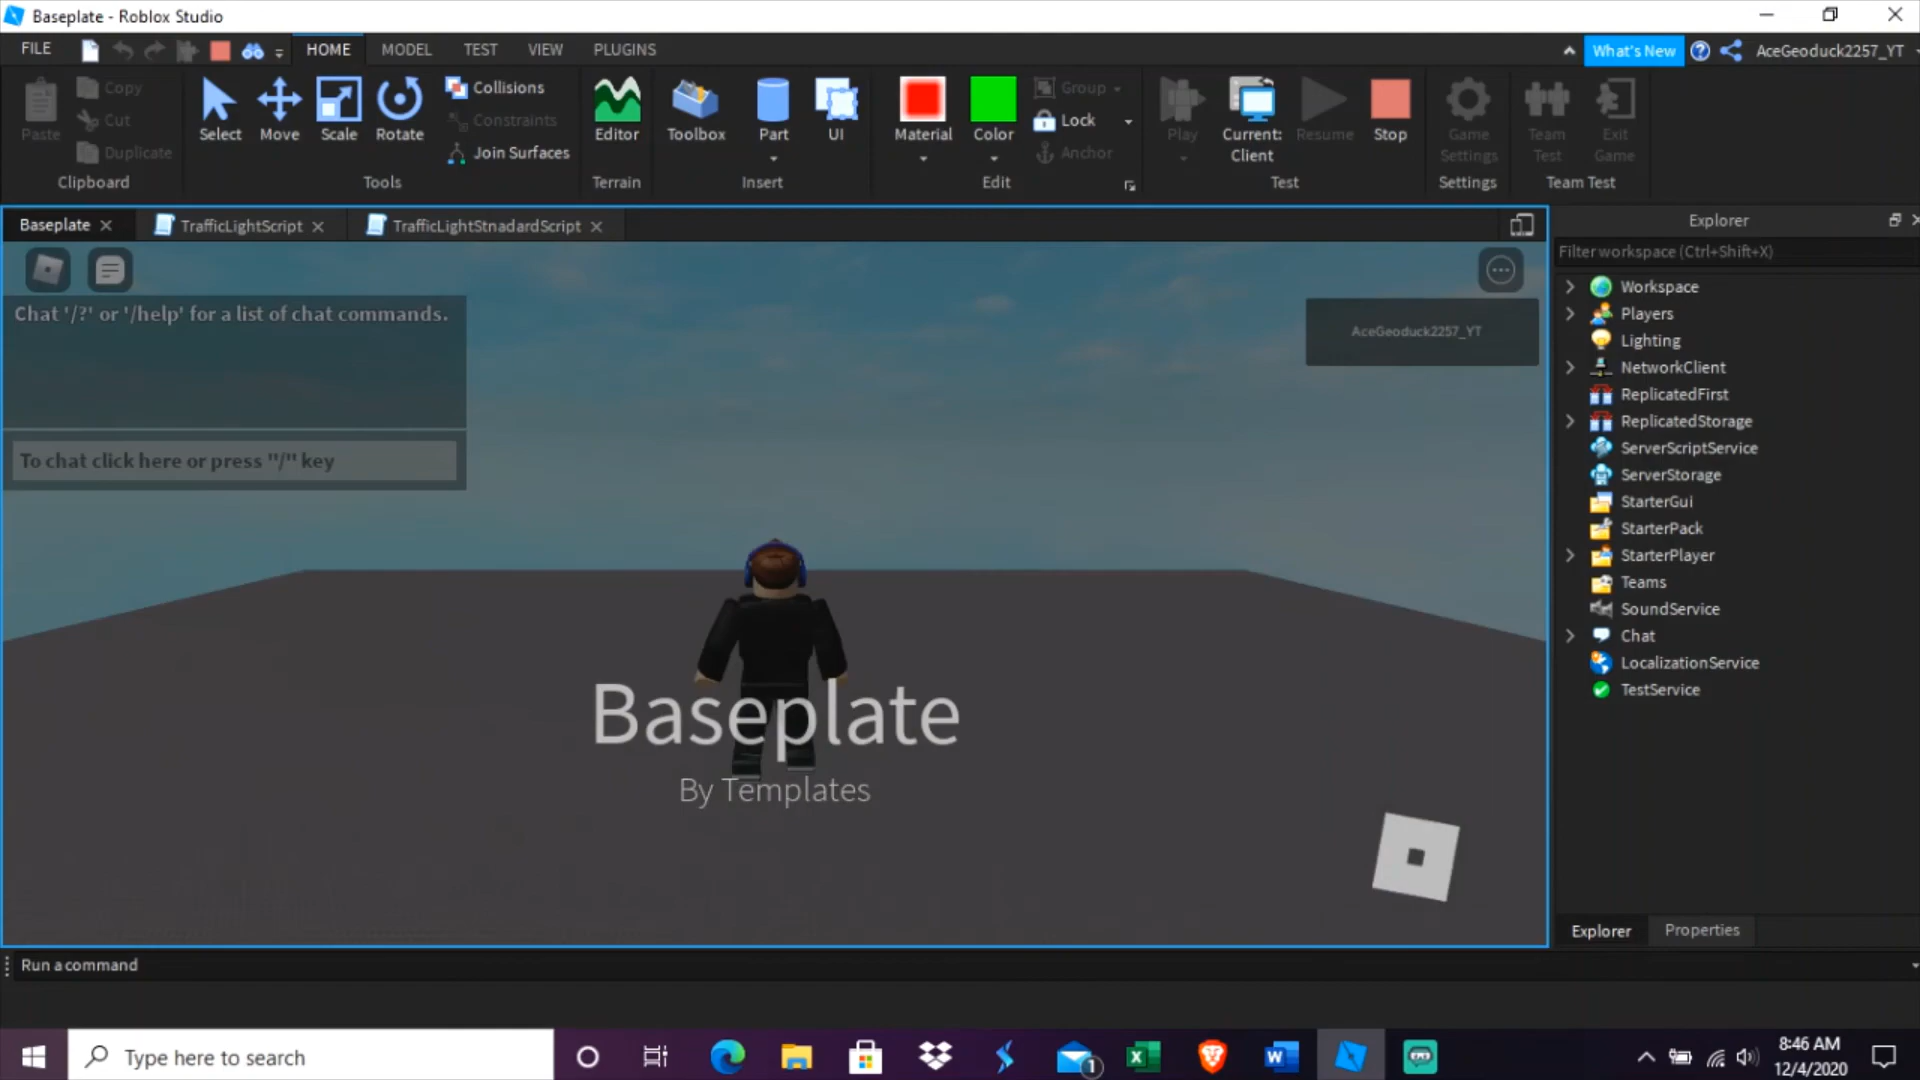 Baseplate - Roblox Studio
FILE
HOME
MODEL
TEST
VIEW
PLUGINS
What's New
AceGeoduck2257_YT
Paste
Copy
Cut
Duplicate
Clipboard
Select
Move
Scale
Rotate
Collisions
Constraints
Join Surfaces
Tools
Editor
Terrain
Toolbox
Part
UI
Insert
Material
Color
Group
Lock
Anchor
Edit
Play
Current:
Client
Resume
Stop
Test
Game
Settings
Settings
Team
Test
Exit
Game
Team Test
Baseplate
TrafficLightScript
TrafficLightStnadardScript
Chat '/?' or '/help' for a list of chat commands.
To chat click here or press "/" key
AceGeoduck2257_YT
Baseplate
By Templates
Explorer
Filter workspace (Ctrl+Shift+X)
Workspace
Players
Lighting
NetworkClient
ReplicatedFirst
ReplicatedStorage
ServerScriptService
ServerStorage
StarterGui
StarterPack
StarterPlayer
Teams
SoundService
Chat
LocalizationService
TestService
Explorer
Properties
Run a command
Type here to search
1
8:46 AM
12/4/2020